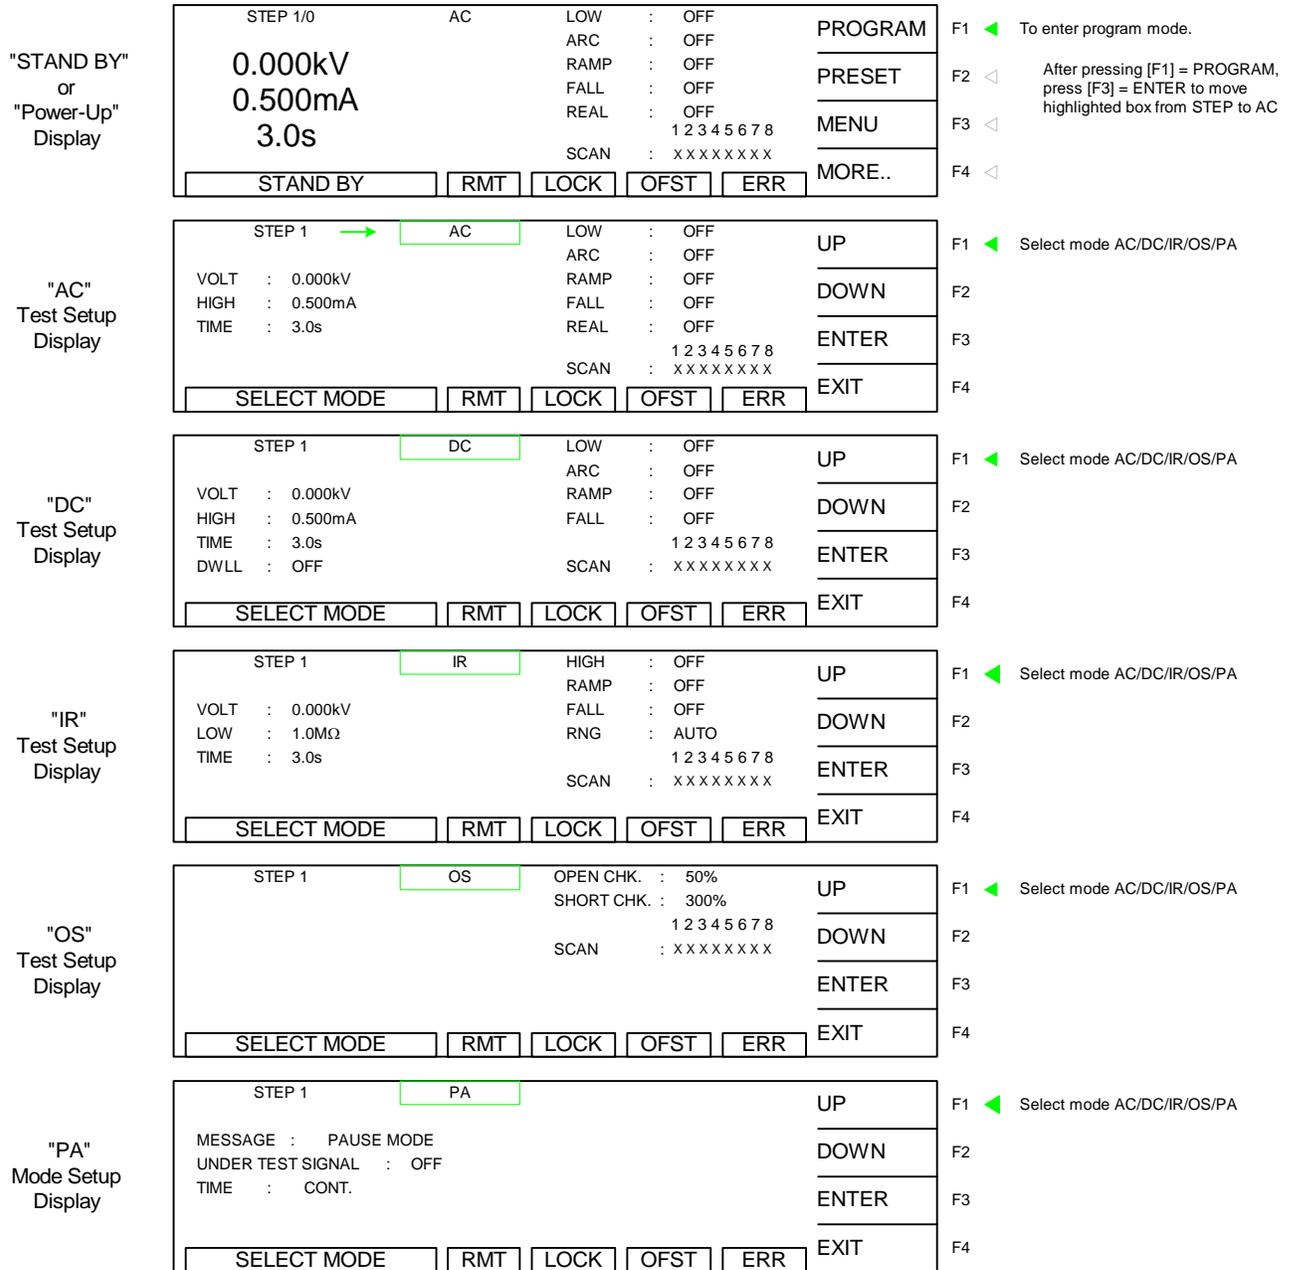 "STAND BY"
or
"Power-Up"
Display
STEP 1/0 AC LOW : OFF
ARC : OFF
0.000kV RAMP : OFF
0.500mA FALL : OFF
3.0s REAL : OFF
1 2 3 4 5 6 7 8
SCAN : X X X X X X X X
STAND BY RMT LOCK OFST ERR
PROGRAM F1 To enter program mode.
PRESET F2 After pressing [F1] = PROGRAM,
press [F3] = ENTER to move
highlighted box from STEP to AC
MENU F3
MORE.. F4
"AC"
Test Setup
Display
STEP 1 AC LOW : OFF
ARC : OFF
VOLT : 0.000kV RAMP : OFF
HIGH : 0.500mA FALL : OFF
TIME : 3.0s REAL : OFF
1 2 3 4 5 6 7 8
SCAN : X X X X X X X X
SELECT MODE RMT LOCK OFST ERR
UP F1 Select mode AC/DC/IR/OS/PA
DOWN F2
ENTER F3
EXIT F4
"DC"
Test Setup
Display
STEP 1 DC LOW : OFF
ARC : OFF
VOLT : 0.000kV RAMP : OFF
HIGH : 0.500mA FALL : OFF
TIME : 3.0s 1 2 3 4 5 6 7 8
DWLL : OFF SCAN : X X X X X X X X
SELECT MODE RMT LOCK OFST ERR
UP F1 Select mode AC/DC/IR/OS/PA
DOWN F2
ENTER F3
EXIT F4
"IR"
Test Setup
Display
STEP 1 IR HIGH : OFF
RAMP : OFF
VOLT : 0.000kV FALL : OFF
LOW : 1.0MΩ RNG : AUTO
TIME : 3.0s 1 2 3 4 5 6 7 8
SCAN : X X X X X X X X
SELECT MODE RMT LOCK OFST ERR
UP F1 Select mode AC/DC/IR/OS/PA
DOWN F2
ENTER F3
EXIT F4
"OS"
Test Setup
Display
STEP 1 OS OPEN CHK. : 50%
SHORT CHK. : 300%
1 2 3 4 5 6 7 8
SCAN : X X X X X X X X
SELECT MODE RMT LOCK OFST ERR
UP F1 Select mode AC/DC/IR/OS/PA
DOWN F2
ENTER F3
EXIT F4
"PA"
Mode Setup
Display
STEP 1 PA
MESSAGE : PAUSE MODE
UNDER TEST SIGNAL : OFF
TIME : CONT.
SELECT MODE RMT LOCK OFST ERR
UP F1 Select mode AC/DC/IR/OS/PA
DOWN F2
ENTER F3
EXIT F4